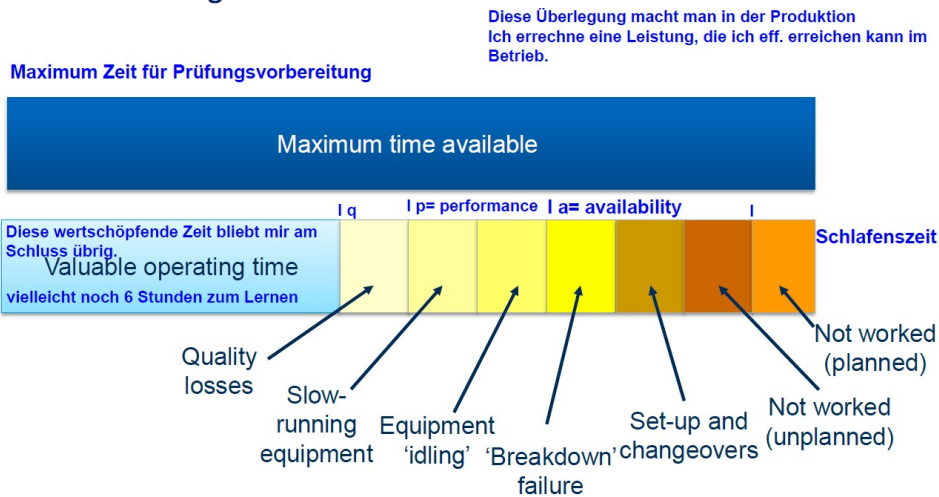 Diese Überlegung macht man in der Produktion
Ich errechne eine Leistung, die ich eff. erreichen kann im
Betrieb.
Maximum Zeit für Prüfungsvorbereitung
Maximum time available
I q
I p= performance
I a= availability
I
Diese wertschöpfende Zeit bliebt mir am
Schluss übrig.
Valuable operating time
vielleicht noch 6 Stunden zum Lernen
Schlafenszeit
Quality
losses
Slow-
running
equipment
Equipment
‘idling’
‘Breakdown’
failure
Set-up and
changeovers
Not worked
(unplanned)
Not worked
(planned)